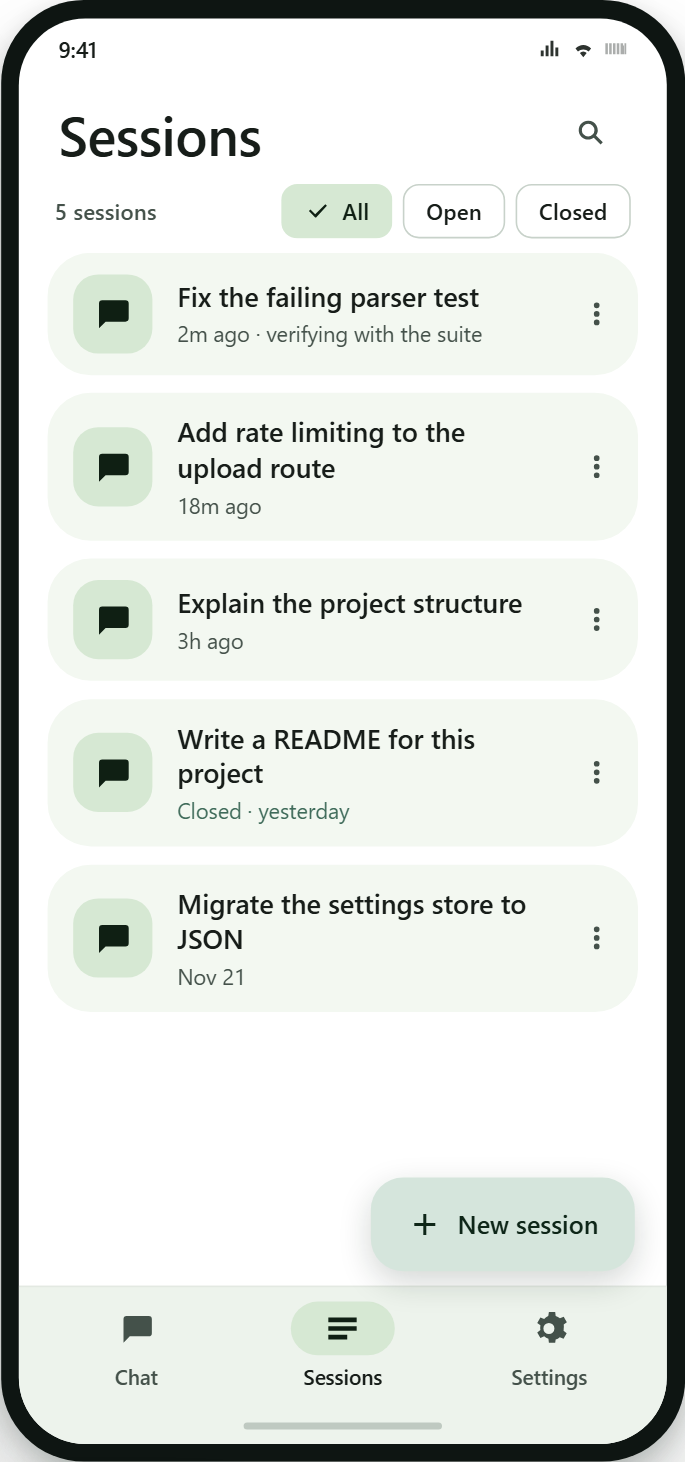 9:41
Sessions
5 sessions
All
Open
Closed
Fix the failing parser test
2m ago · verifying with the suite
Add rate limiting to the
upload route
18m ago
Explain the project structure
3h ago
Write a README for this
project
Closed · yesterday
Migrate the settings store to
JSON
Nov 21
New session
Chat
Sessions
Settings